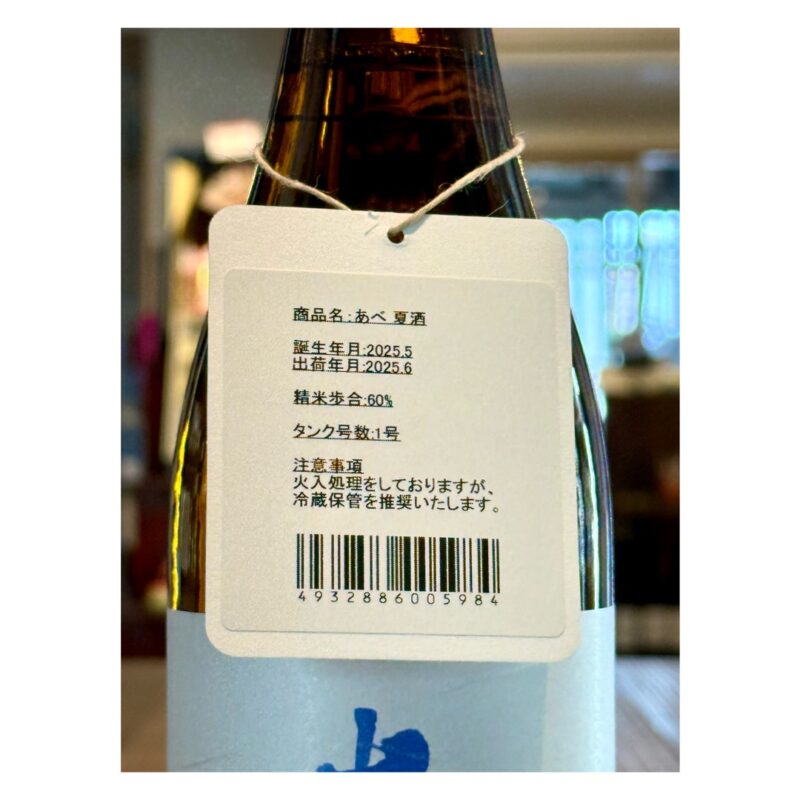 商品名:あべ 夏酒
誕生年月:2025.5
出荷年月:2025.6
精米歩合:60%
タンク号数:1号
注意事項
火入処理をしておりますが、
冷蔵保管を推奨いたします。
4932886005984